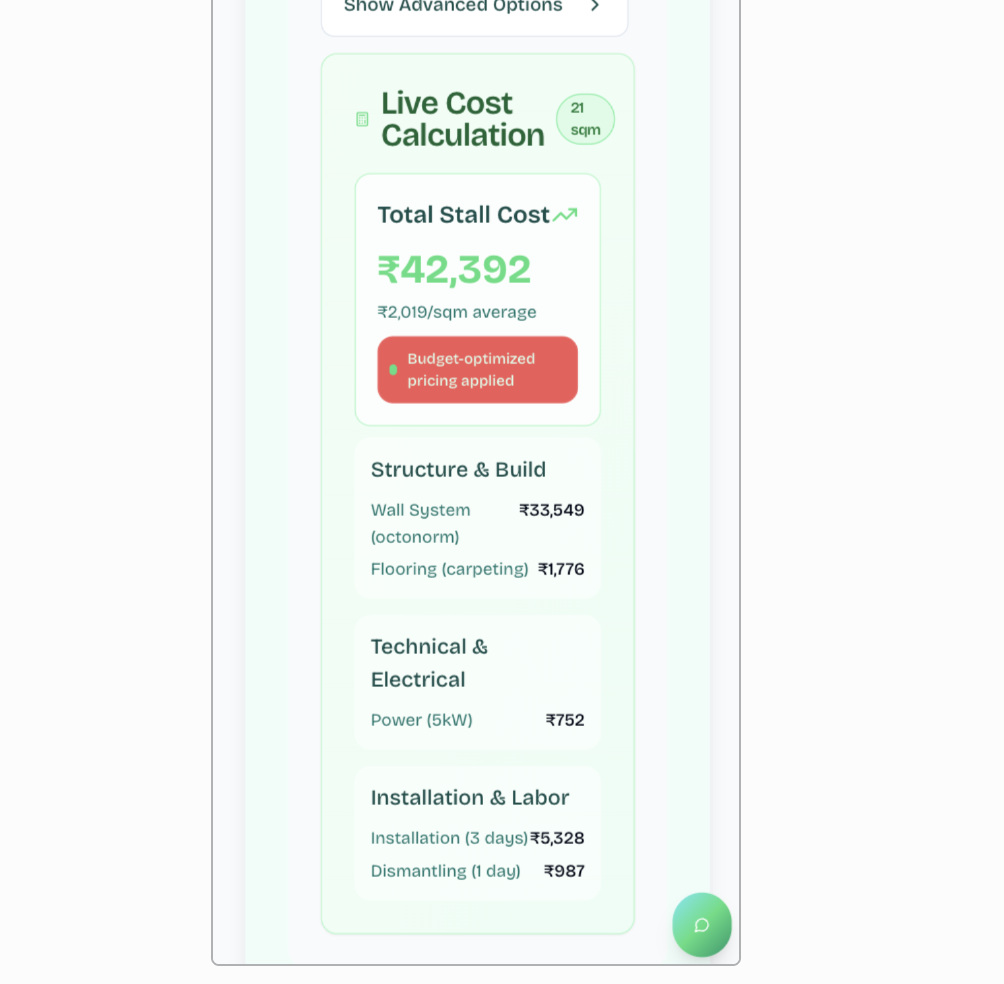 Show Advanced Options
Live Cost
Calculation
21
sqm
Total Stall Cost
₹42,392
₹2,019/sqm average
Budget-optimized
pricing applied
Structure & Build
Wall System ₹33,549
(octonorm)
Flooring (carpeting) ₹1,776
Technical &
Electrical
Power (5kW) ₹752
Installation & Labor
Installation (3 days) ₹5,328
Dismantling (1 day) ₹987